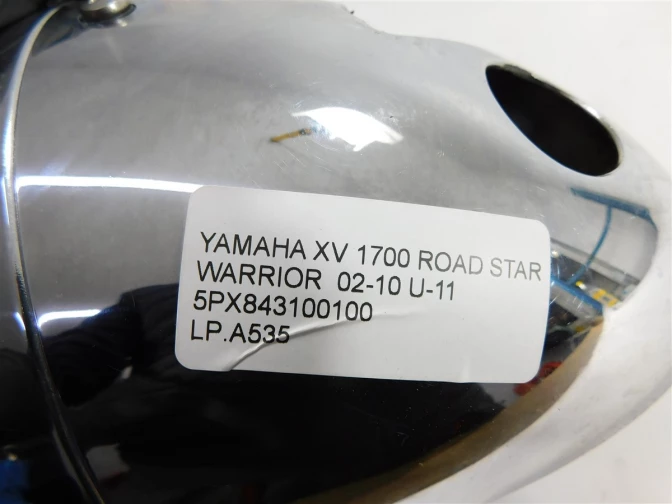 YAMAHA XV 1700 ROAD STAR
WARRIOR 02-10 U-11
5PX843100100
LP.A535